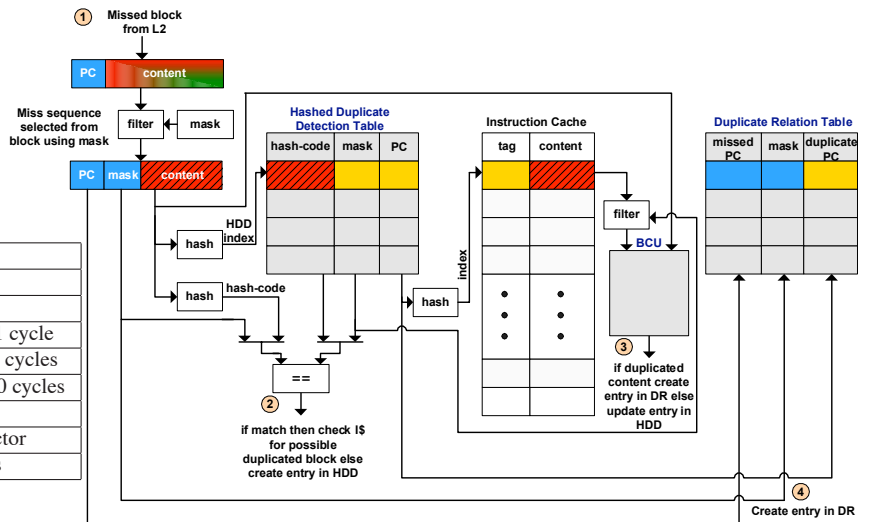 1
Missed block
from L2
PC
content
Miss sequence
selected from
block using mask
filter
mask
PC
mask
content
Hashed Duplicate
Detection Table
hash-code
mask
PC
Instruction Cache
tag
content
Duplicate Relation Table
missed
PC
mask
duplicate
PC
hash
HDD
index
hash
hash-code
hash
index
filter
BCU
==
2
if match then check I$
for possible
duplicated block else
create entry in HDD
3
if duplicated
content create
entry in DR else
update entry in
HDD
4
Create entry in DR
cycle
cycles
0 cycles